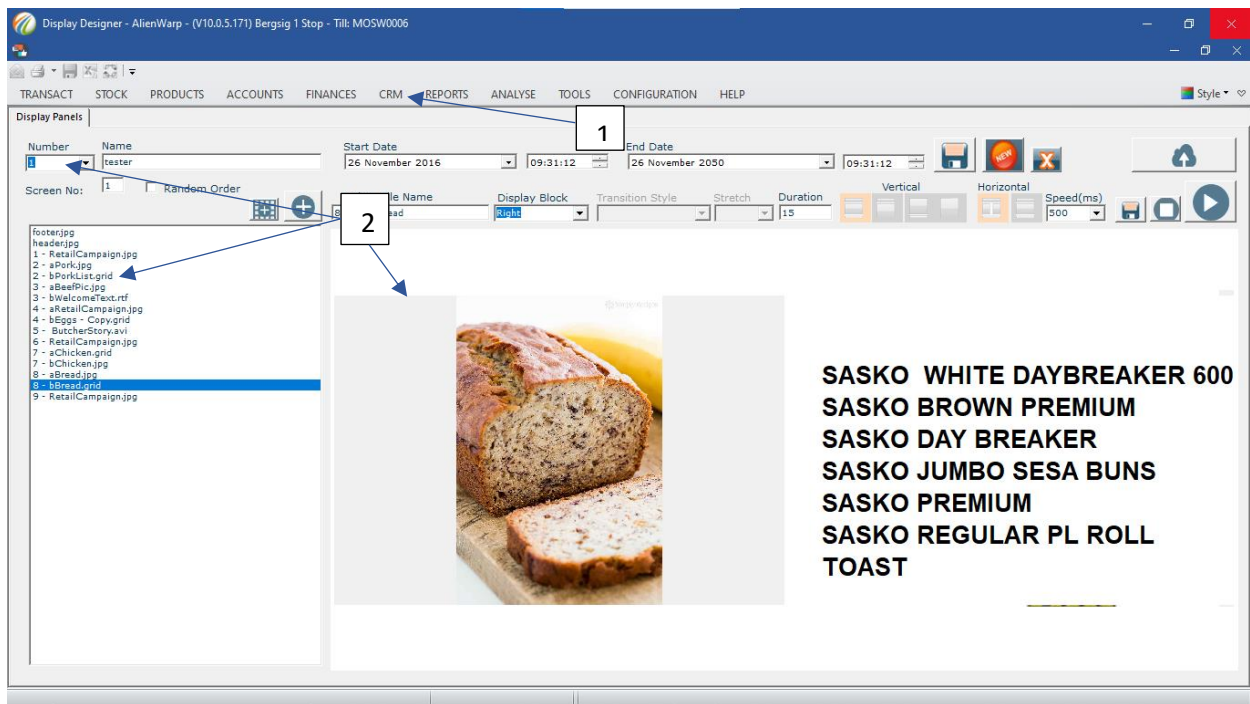 Display Designer - AlienWarp - (V10.0.5.171) Bergsig 1 Stop - Till: MOSW0006
TRANSACT STOCK PRODUCTS ACCOUNTS FINANCES CRM REPORTS ANALYSE TOOLS CONFIGURATION HELP Style
1
Display Panels
Number Name Start Date End Date
1 tester 26 November 2016 09:31:12 26 November 2050 09:31:12 NEW X
Screen No: 1 Random Order
le Name Display Block Transition Style Stretch Duration Vertical Horizontal Speed(ms)
8 ead Right 15 500
2
footer.jpg
header.jpg
1 - RetailCampaign.jpg
2 - aPork.jpg
2 - bPorkList.grid
3 - aBeefPic.jpg
3 - bWelcomeText.rtf
4 - aRetailCampaign.jpg
4 - bEggs - Copy.grid
5 - ButcherStory.avi
6 - RetailCampaign.jpg
7 - aChicken.grid
7 - bChicken.jpg
8 - aBread.jpg
8 - bBread.grid
9 - RetailCampaign.jpg
SASKO WHITE DAYBREAKER 600
SASKO BROWN PREMIUM
SASKO DAY BREAKER
SASKO JUMBO SESA BUNS
SASKO PREMIUM
SASKO REGULAR PL ROLL
TOAST